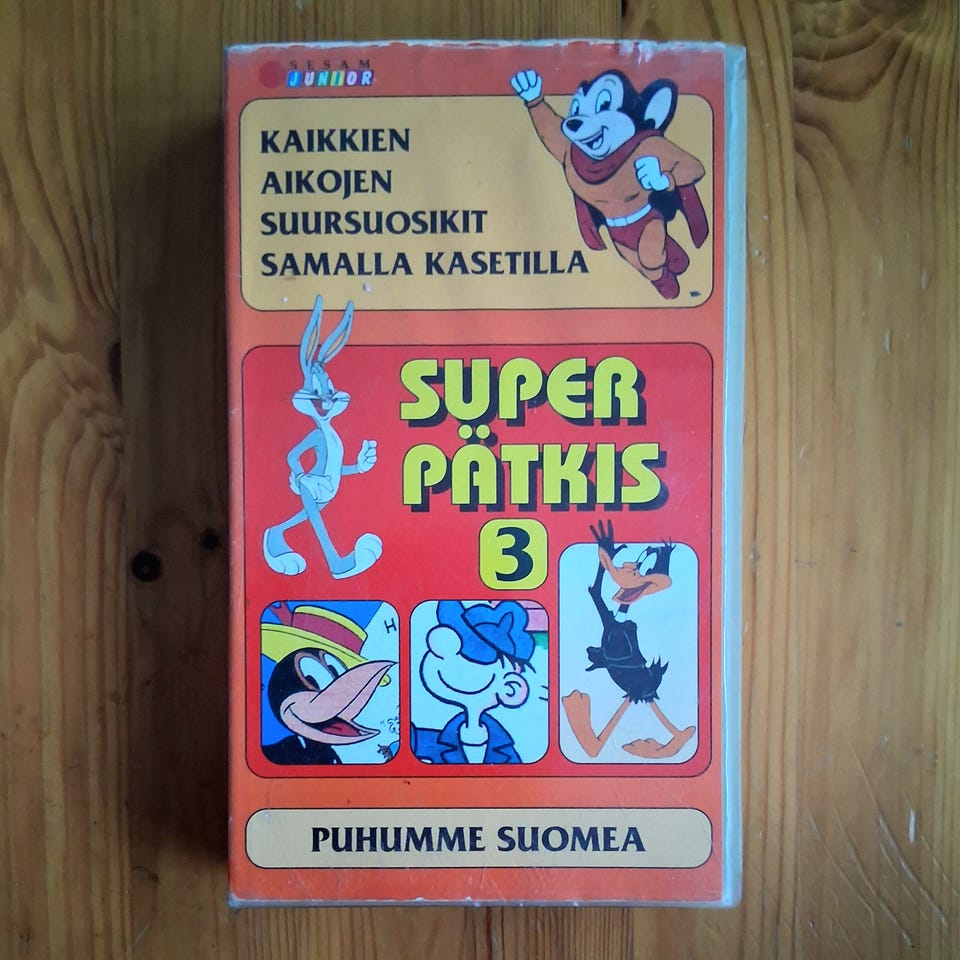 SESAM
JUNIOR
KAIKKIEN
AIKOJEN
SUURSUOSIKIT
SAMALLA KASETILLA
SUPER
PÄTKIS
3
H
PUHUMME SUOMEA